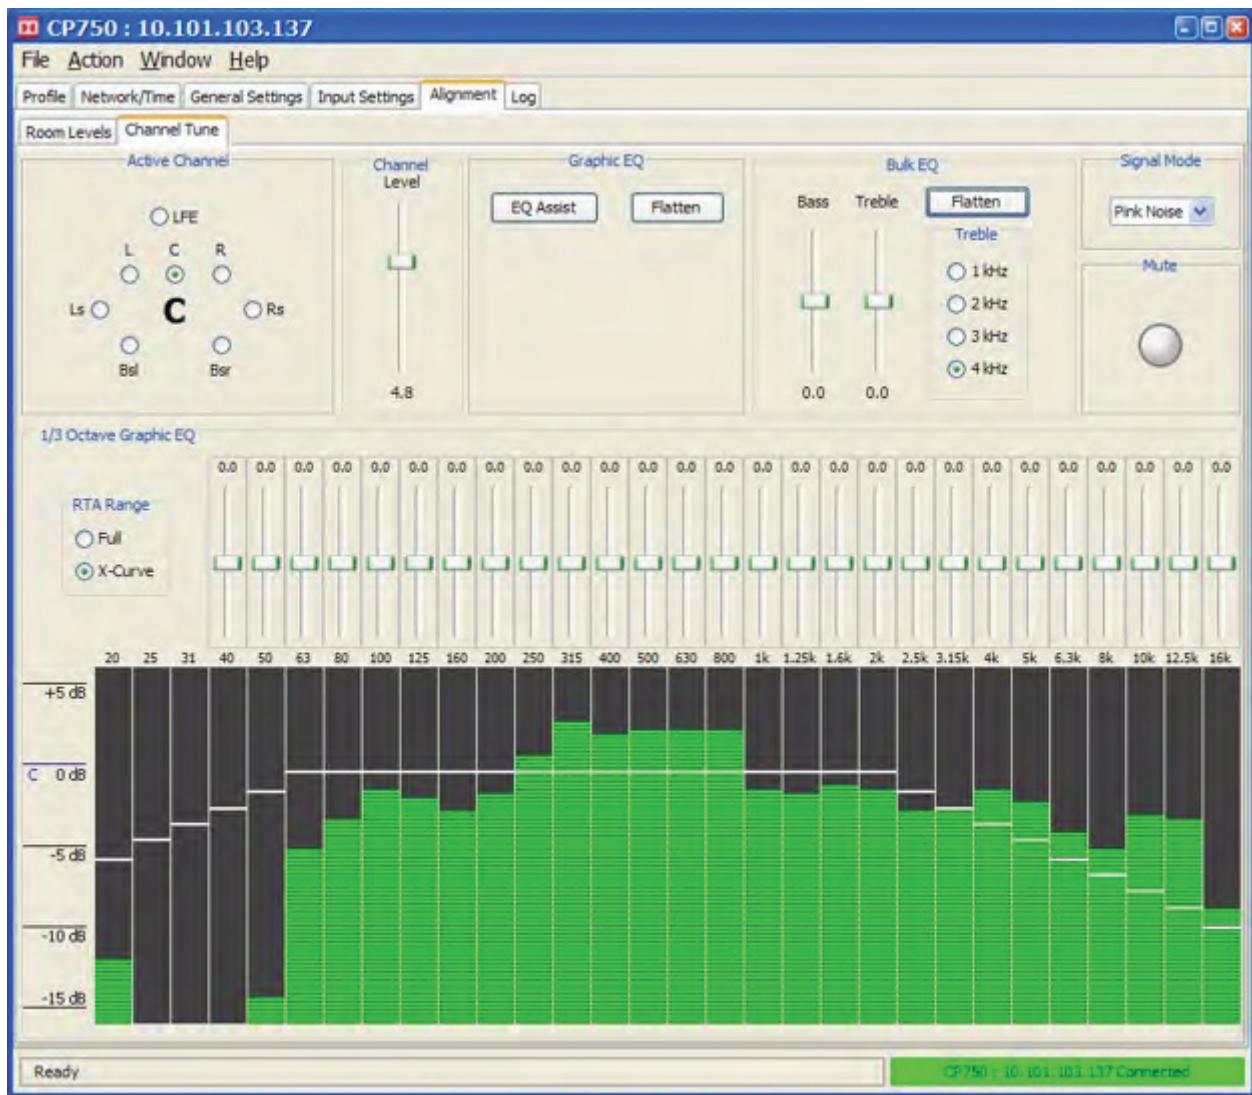 CP750 : 10.101.103.137
File Action Window Help
Profile Network/Time General Settings Input Settings Alignment Log
Room Levels Channel Tune
Active Channel
LFE
L C R
Ls C Rs
Bsl Bsr
Channel
Level
4.8
Graphic EQ
EQ Assist Flatten
Bulk EQ
Bass Treble Flatten
Treble
1 kHz
2 kHz
3 kHz
4 kHz
0.0 0.0
Signal Mode
Pink Noise
Mute
1/3 Octave Graphic EQ
0.0 0.0 0.0 0.0 0.0 0.0 0.0 0.0 0.0 0.0 0.0 0.0 0.0 0.0 0.0 0.0 0.0 0.0 0.0 0.0 0.0 0.0 0.0 0.0 0.0 0.0 0.0
RTA Range
Full
X-Curve
20 25 31 40 50 63 80 100 125 160 200 250 315 400 500 630 800 1k 1.25k 1.6k 2k 2.5k 3.15k 4k 5k 6.3k 8k 10k 12.5k 16k
+5 dB
C 0 dB
-5 dB
-10 dB
-15 dB
Ready
CP750 : 10.101.103.137 Connected